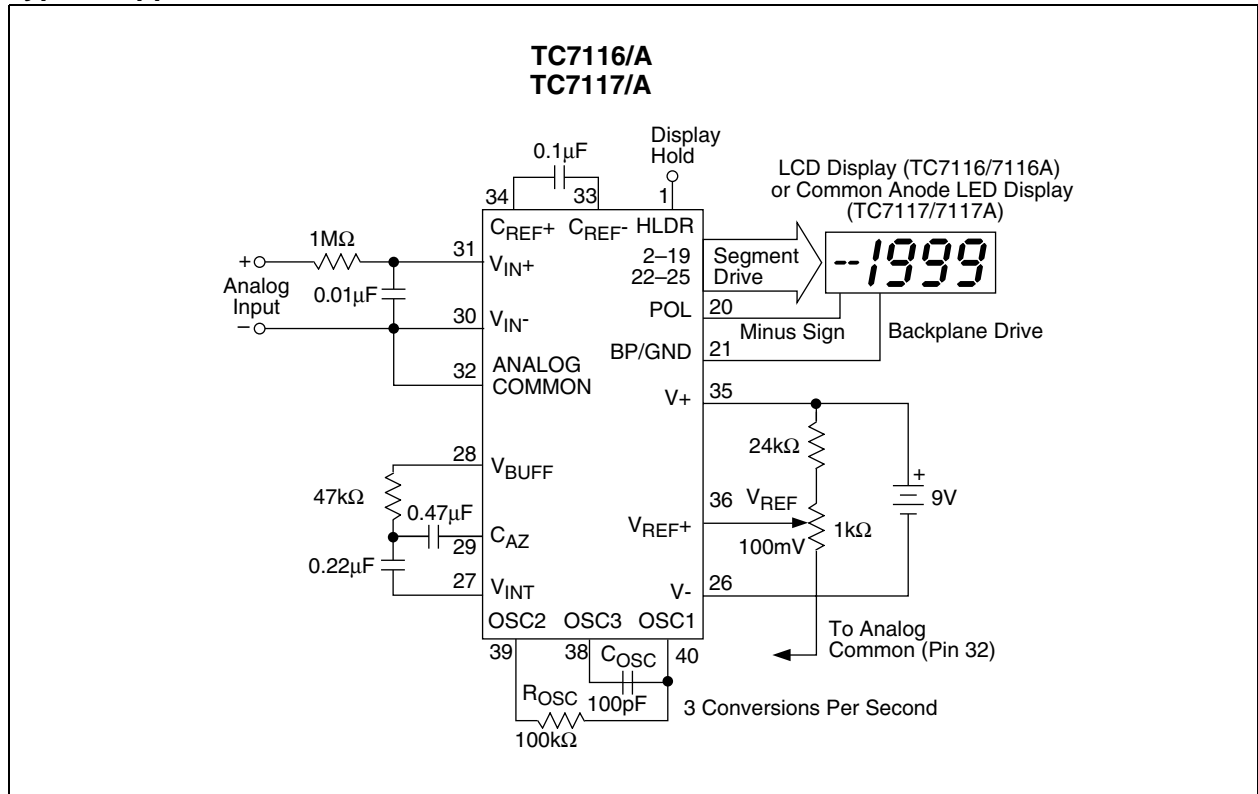 TC7116/A
TC7117/A
Display
Hold
0.1µF
LCD Display (TC7116/7116A)
or Common Anode LED Display
(TC7117/7117A)
34
33
1
CREF+
CREF-
HLDR
1MΩ
31
VIN+
2–19
22–25
Segment
Drive
--1999
+
Analog
Input
–
0.01µF
30
VIN-
POL
20
Minus Sign
Backplane Drive
BP/GND
21
32
ANALOG
COMMON
V+
35
24kΩ
28
VBUFF
+
9V
47kΩ
0.47µF
36
VREF
VREF+
1kΩ
100mV
29
CAZ
0.22µF
27
VINT
V-
26
OSC2
OSC3
OSC1
To Analog
Common (Pin 32)
39
38
COSC
40
100pF
ROSC
3 Conversions Per Second
100kΩ